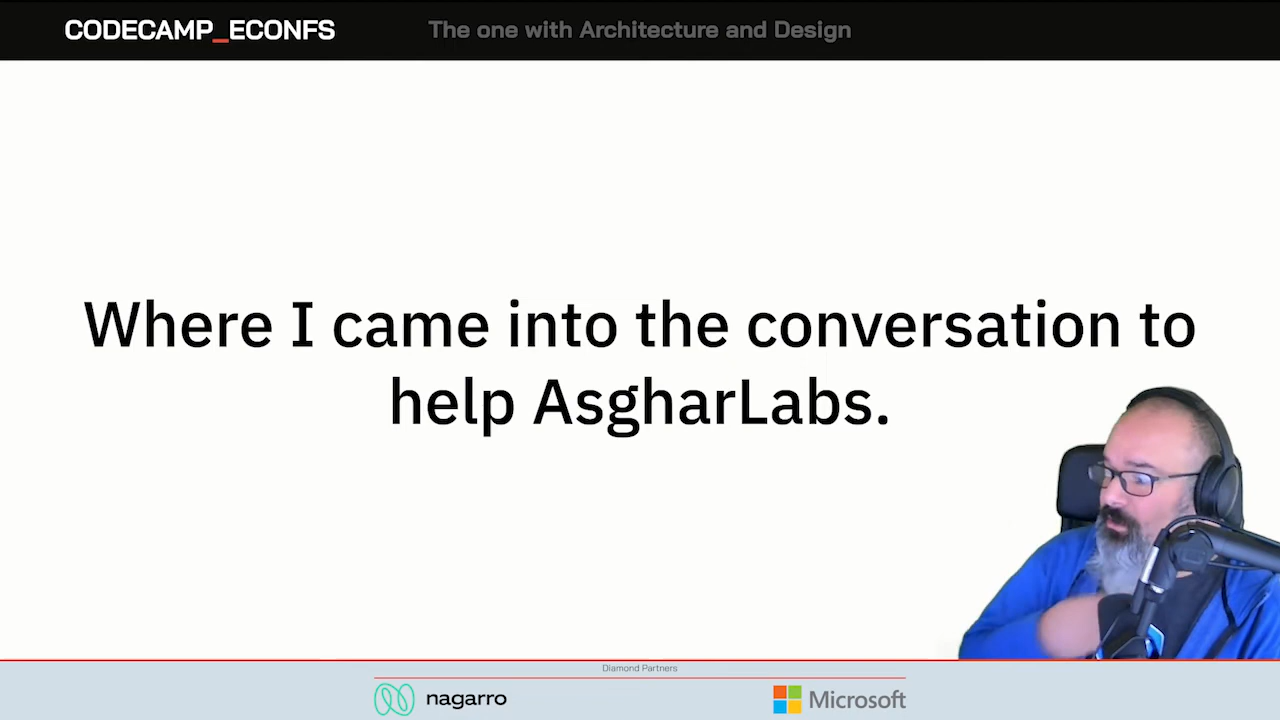 CODECAMP_ECONFS
The one with Architecture and Design
Where I came into the conversation to
help AsgharLabs.
Diamond Partners
nagarro
Microsoft